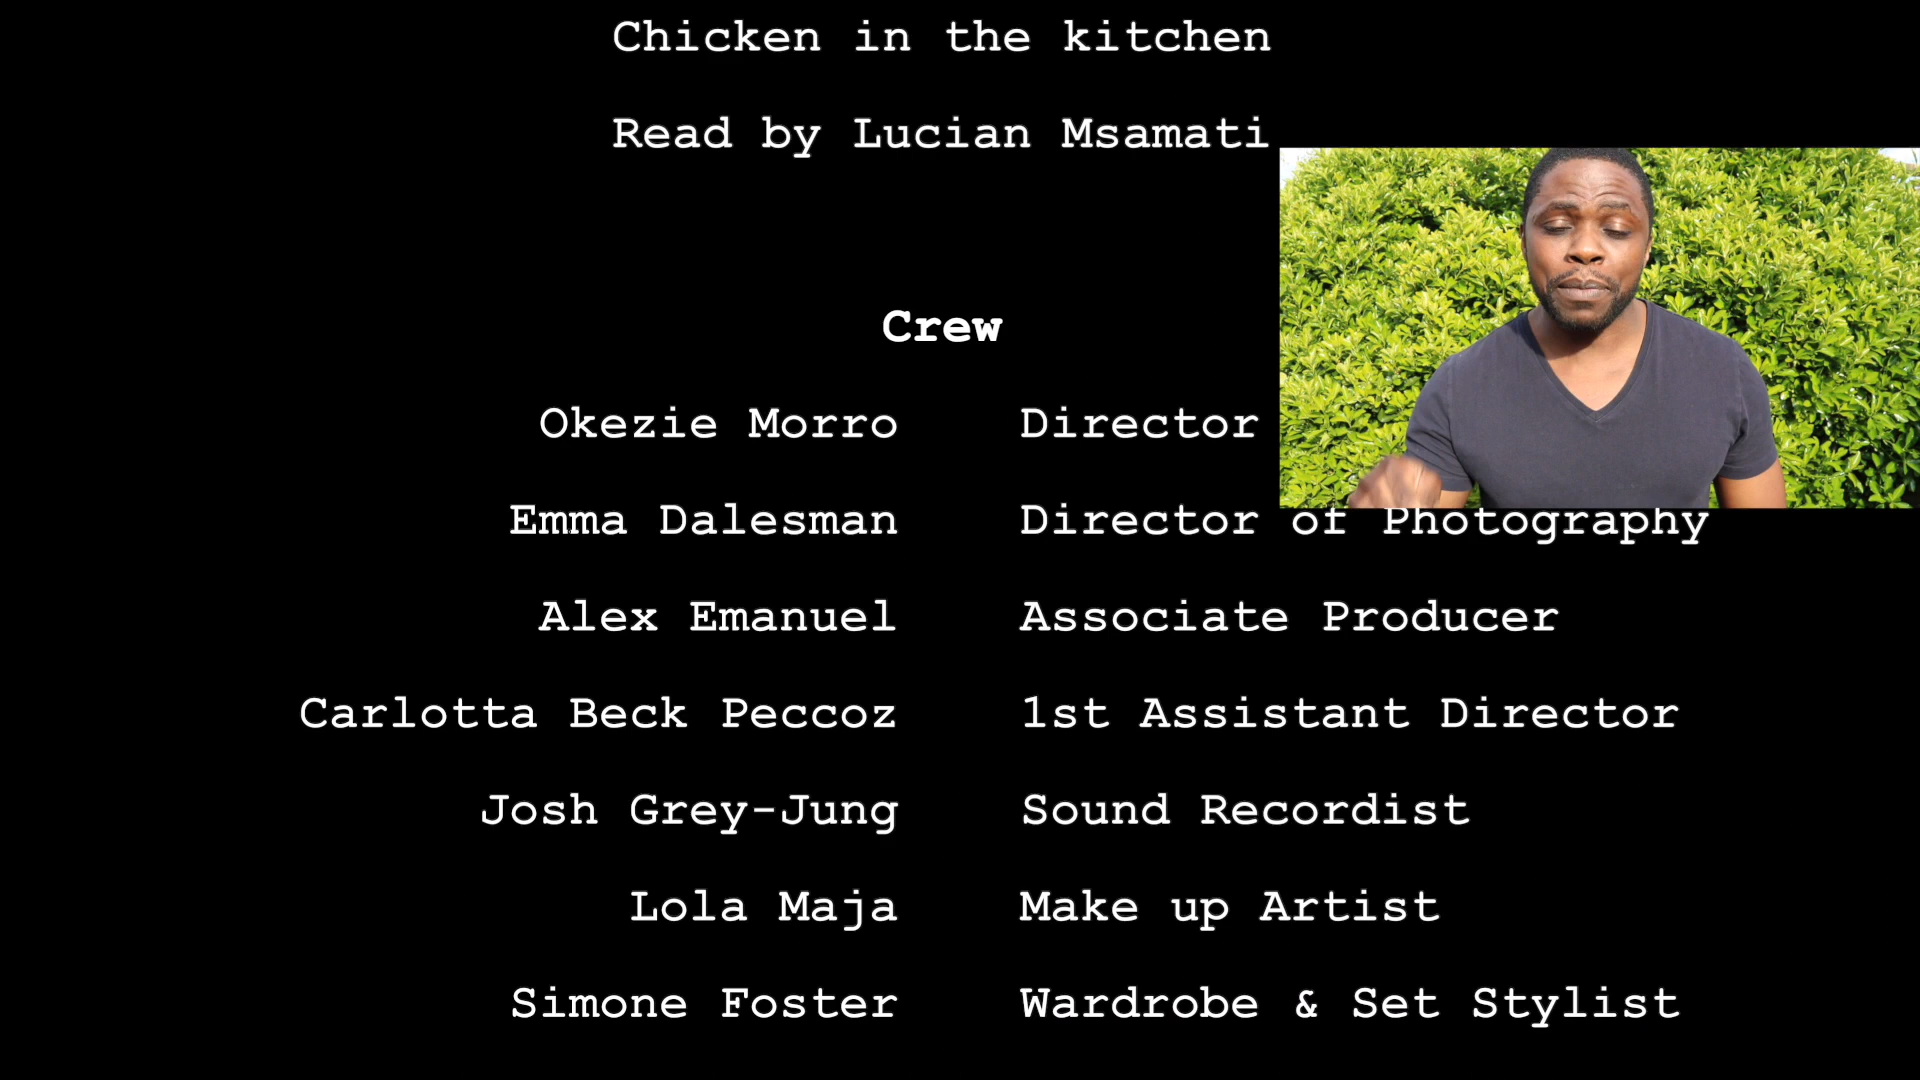 Chicken in the kitchen
Read by Lucian Msamati
Crew
Okezie Morro Director
Emma Dalesman Director of Photography
Alex Emanuel Associate Producer
Carlotta Beck Peccoz 1st Assistant Director
Josh Grey-Jung Sound Recordist
Lola Maja Make up Artist
Simone Foster Wardrobe & Set Stylist